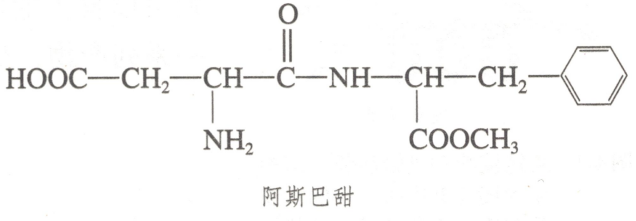 O
HOOC—CH₂—CH—C—NH—CH—CH₂—
NH₂ COOCH₃
阿斯巴甜